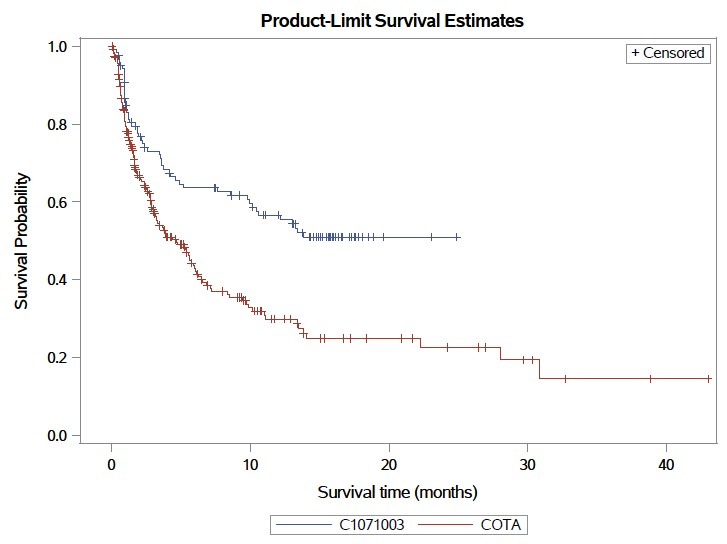 Product-Limit Survival Estimates
+ Censored
1.0
0.8
0.6
0.4
0.2
0.0
Survival Probability
0 10 20 30 40
Survival time (months)
C1071003 COTA